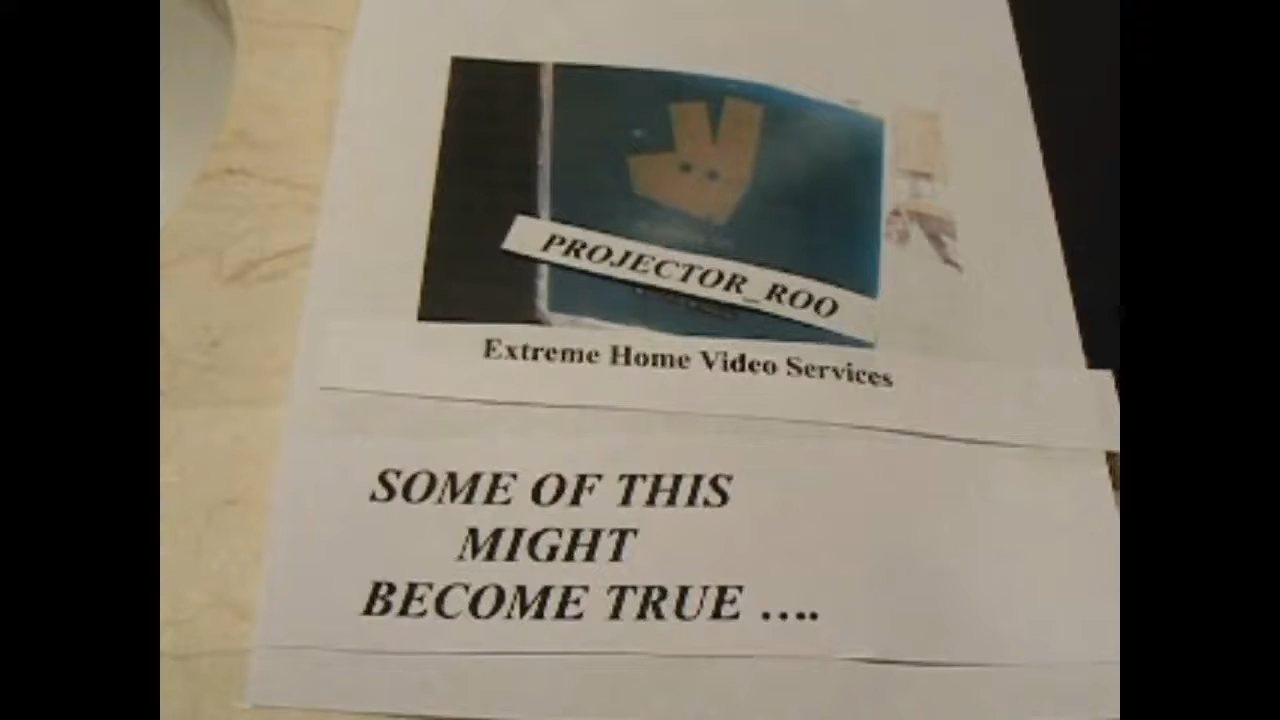 PROJECTOR_ROO
Extreme Home Video Services
SOME OF THIS
MIGHT
BECOME TRUE ....